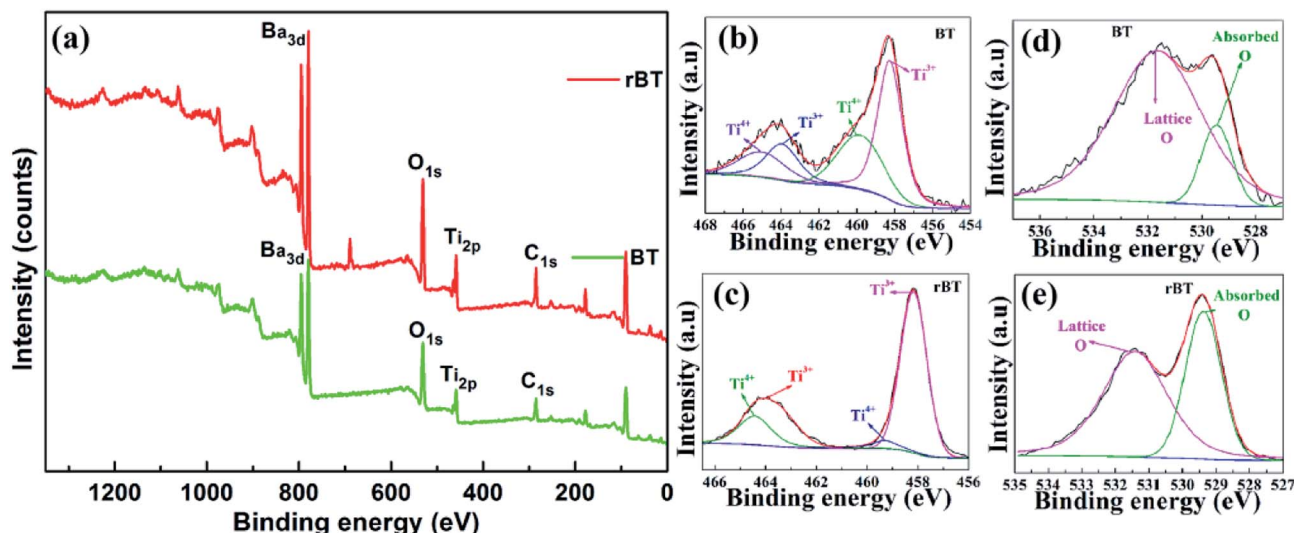 (a)
Ba3d
rBT
O1s
Ti2p
C1s
Ba3d
BT
O1s
Ti2p
C1s
Intensity (counts)
1200 1000 800 600 400 200 0
Binding energy (eV)
(b)
BT
Ti3+
Ti4+
Ti4+
Ti3+
Intensity (a.u)
468 466 464 462 460 458 456 454
Binding energy (eV)
(d)
BT
Absorbed
O
Lattice
O
Intensity (a.u)
536 533 530 528
Binding energy (eV)
(c)
Ti3+
rBT
Ti4+
Ti3+
Ti4+
Intensity (a.u)
466 464 462 460 458 456
Binding energy (eV)
(e)
rBT
Absorbed
O
Lattice
O
Intensity (a.u)
535 534 533 532 531 530 529 528 527
Binding energy (eV)